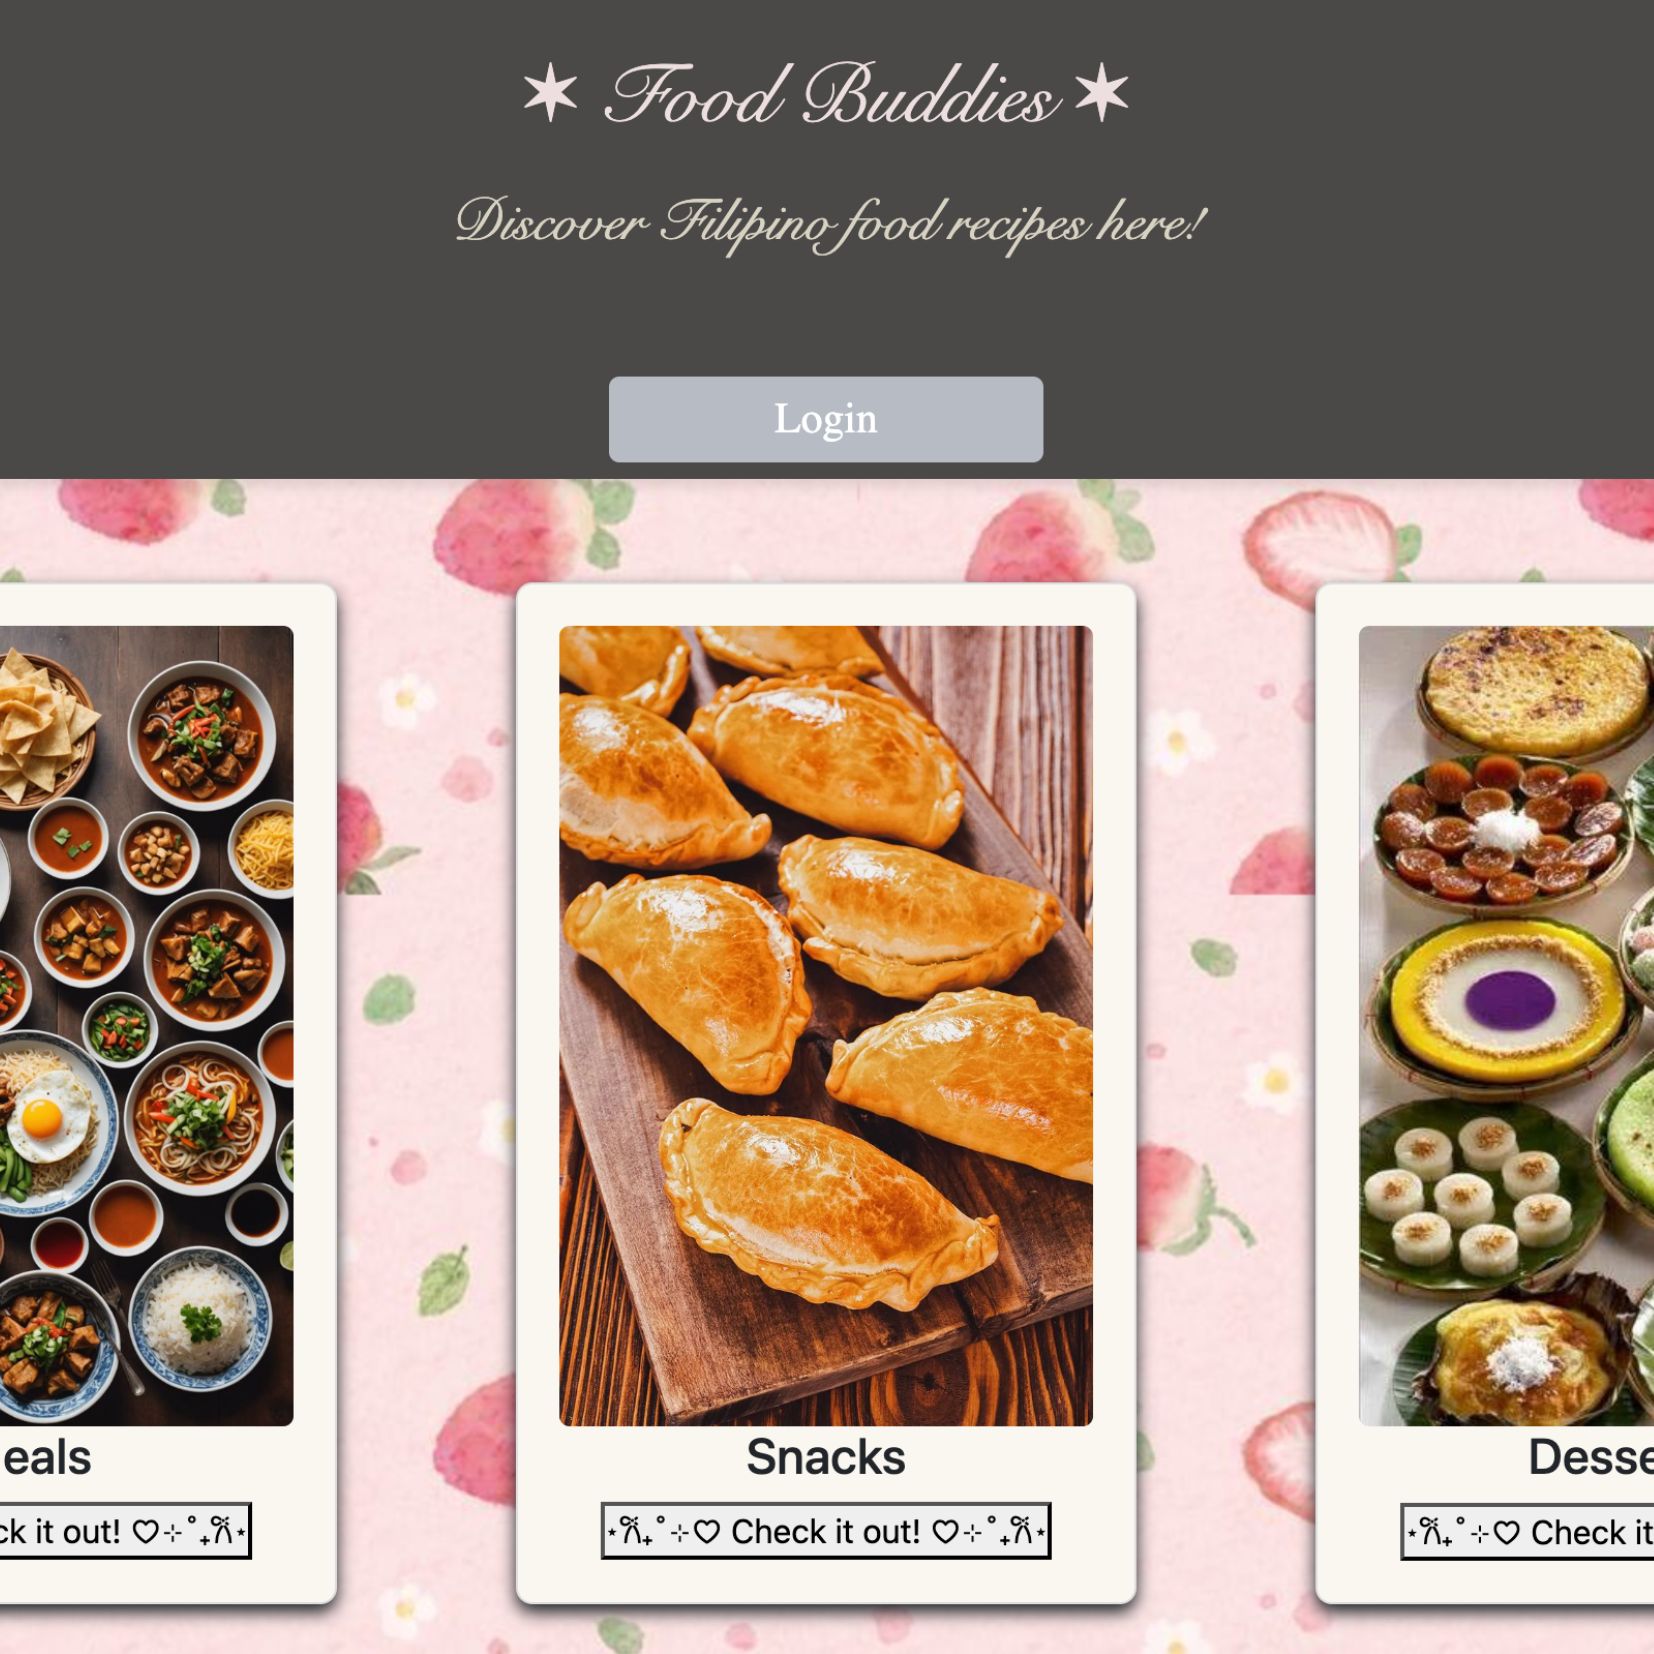 ✶ Food Buddies ✶
Discover Filipino food recipes here!
Login
eals
Snacks
Desse
ck it out! ♡⊹˚₊𐙚⋆
⋆𐙚₊˚⊹♡ Check it out! ♡⊹˚₊𐙚⋆
⋆𐙚₊˚⊹♡ Check it